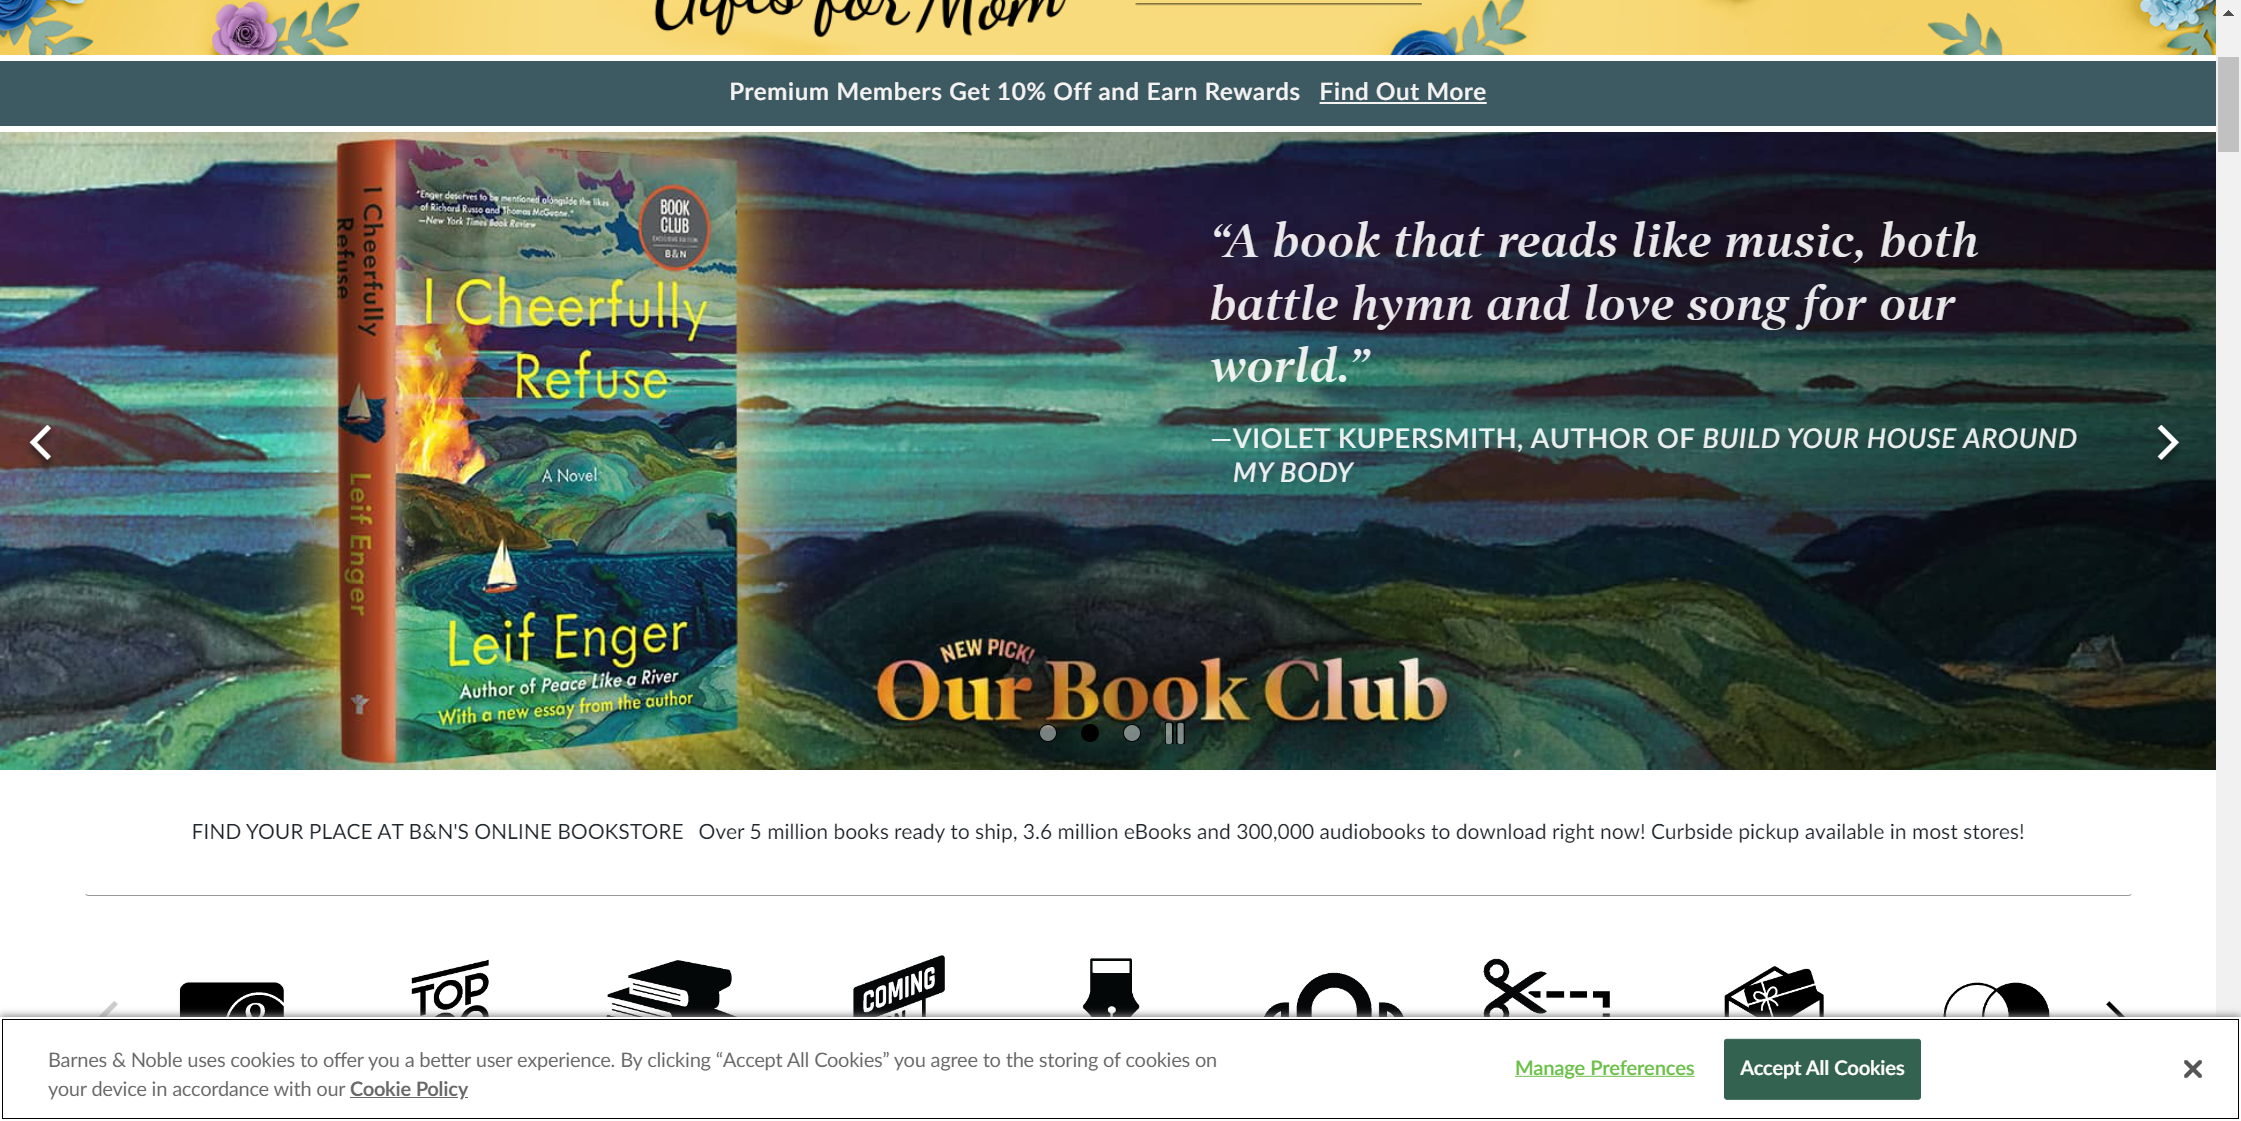 Gifts for Mom
Premium Members Get 10% Off and Earn Rewards Find Out More
I Cheerfully Refuse
Leif Enger
"Enger deserves to be mentioned alongside the likes
of Richard Russo and Thomas McGuane."
—New York Times Book Review
BOOK
CLUB
EXCLUSIVE EDITION
B&N
I Cheerfully
Refuse
A Novel
Leif Enger
Author of Peace Like a River
With a new essay from the author
“A book that reads like music, both
battle hymn and love song for our
world.”
—VIOLET KUPERSMITH, AUTHOR OF BUILD YOUR HOUSE AROUND
MY BODY
NEW PICK!
Our Book Club
FIND YOUR PLACE AT B&N'S ONLINE BOOKSTORE Over 5 million books ready to ship, 3.6 million eBooks and 300,000 audiobooks to download right now! Curbside pickup available in most stores!
TOP
COMING
Barnes & Noble uses cookies to offer you a better user experience. By clicking “Accept All Cookies” you agree to the storing of cookies on
your device in accordance with our Cookie Policy
Manage Preferences
Accept All Cookies